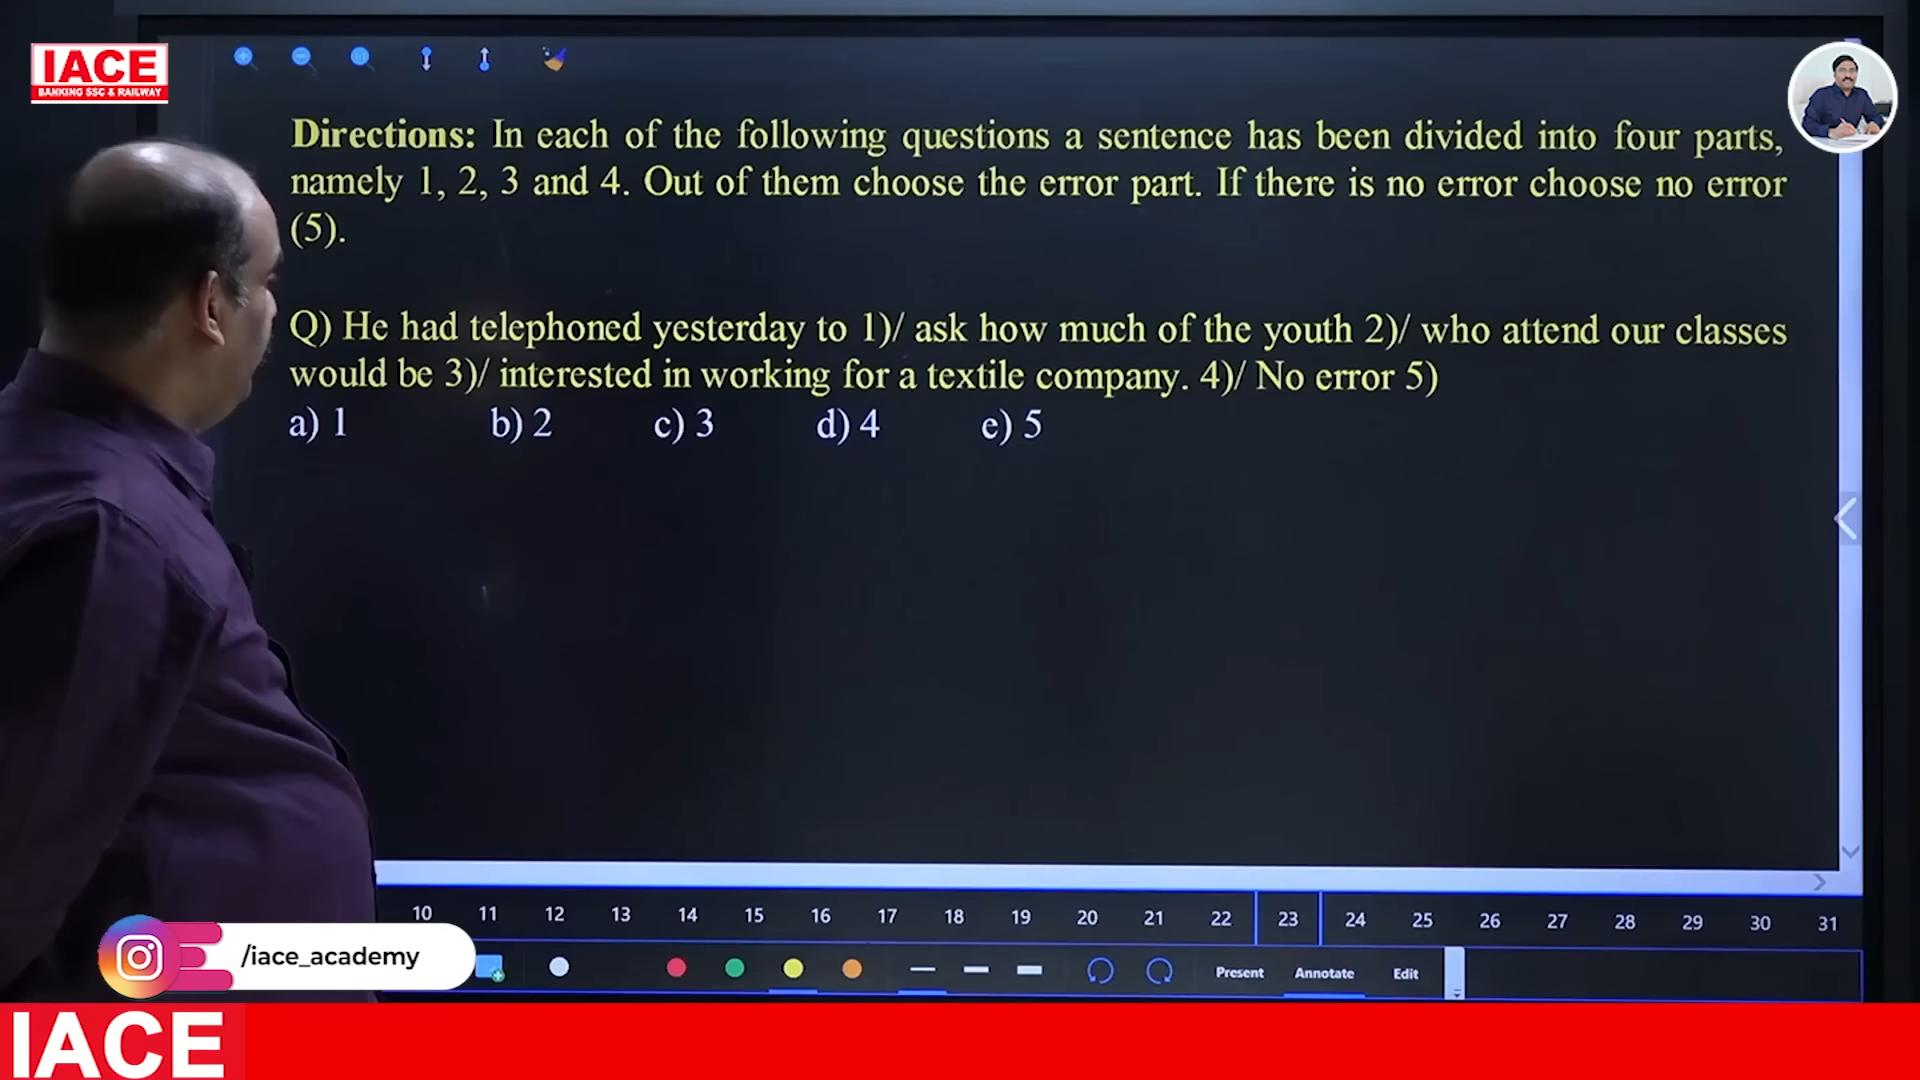 IACE
BANKING SSC & RAILWAY
Directions: In each of the following questions a sentence has been divided into four parts,
namely 1, 2, 3 and 4. Out of them choose the error part. If there is no error choose no error
(5).
Q) He had telephoned yesterday to 1)/ ask how much of the youth 2)/ who attend our classes
would be 3)/ interested in working for a textile company. 4)/ No error 5)
a) 1 b) 2 c) 3 d) 4 e) 5
10 11 12 13 14 15 16 17 18 19 20 21 22 23 24 25 26 27 28 29 30 31
/iace_academy
Present Annotate Edit
IACE